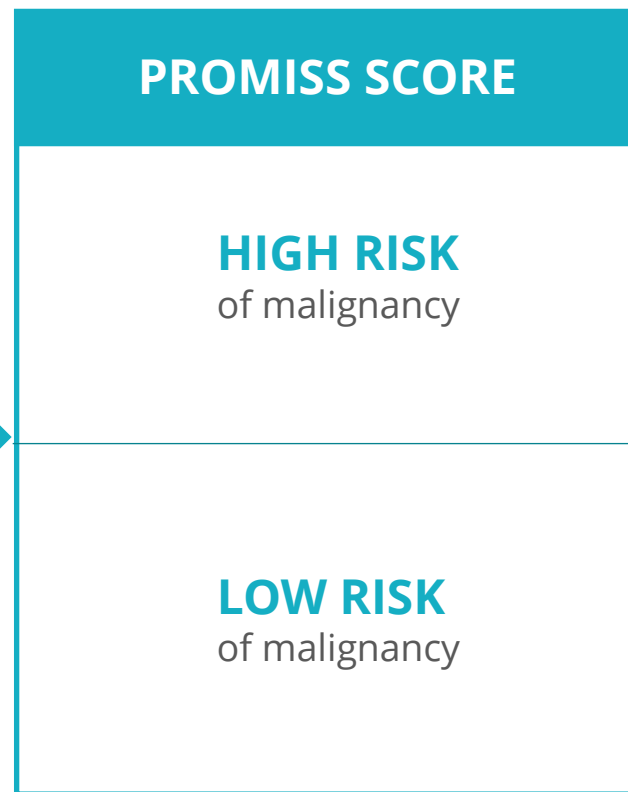 PROMISS SCORE
HIGH RISK
of malignancy
LOW RISK
of malignancy